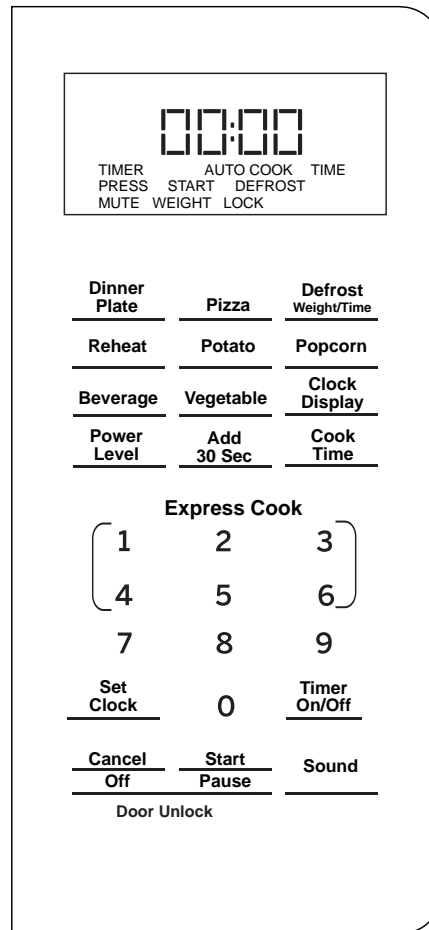 00:00
TIMER AUTO COOK TIME
PRESS START DEFROST
MUTE WEIGHT LOCK
Dinner
Plate
Pizza
Defrost
Weight/Time
Reheat Potato Popcorn
Beverage Vegetable
Clock
Display
Power
Level
Add
30 Sec
Cook
Time
Express Cook
1 2 3
4 5 6
7 8 9
Set
Clock
0
Timer
On/Off
Cancel
Off
Start
Pause
Sound
Door Unlock